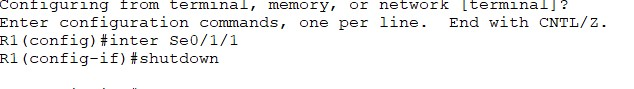 Configuring from terminal, memory, or network [terminal]?
Enter configuration commands, one per line.  End with CNTL/Z.
R1(config)#inter Se0/1/1
R1(config-if)#shutdown